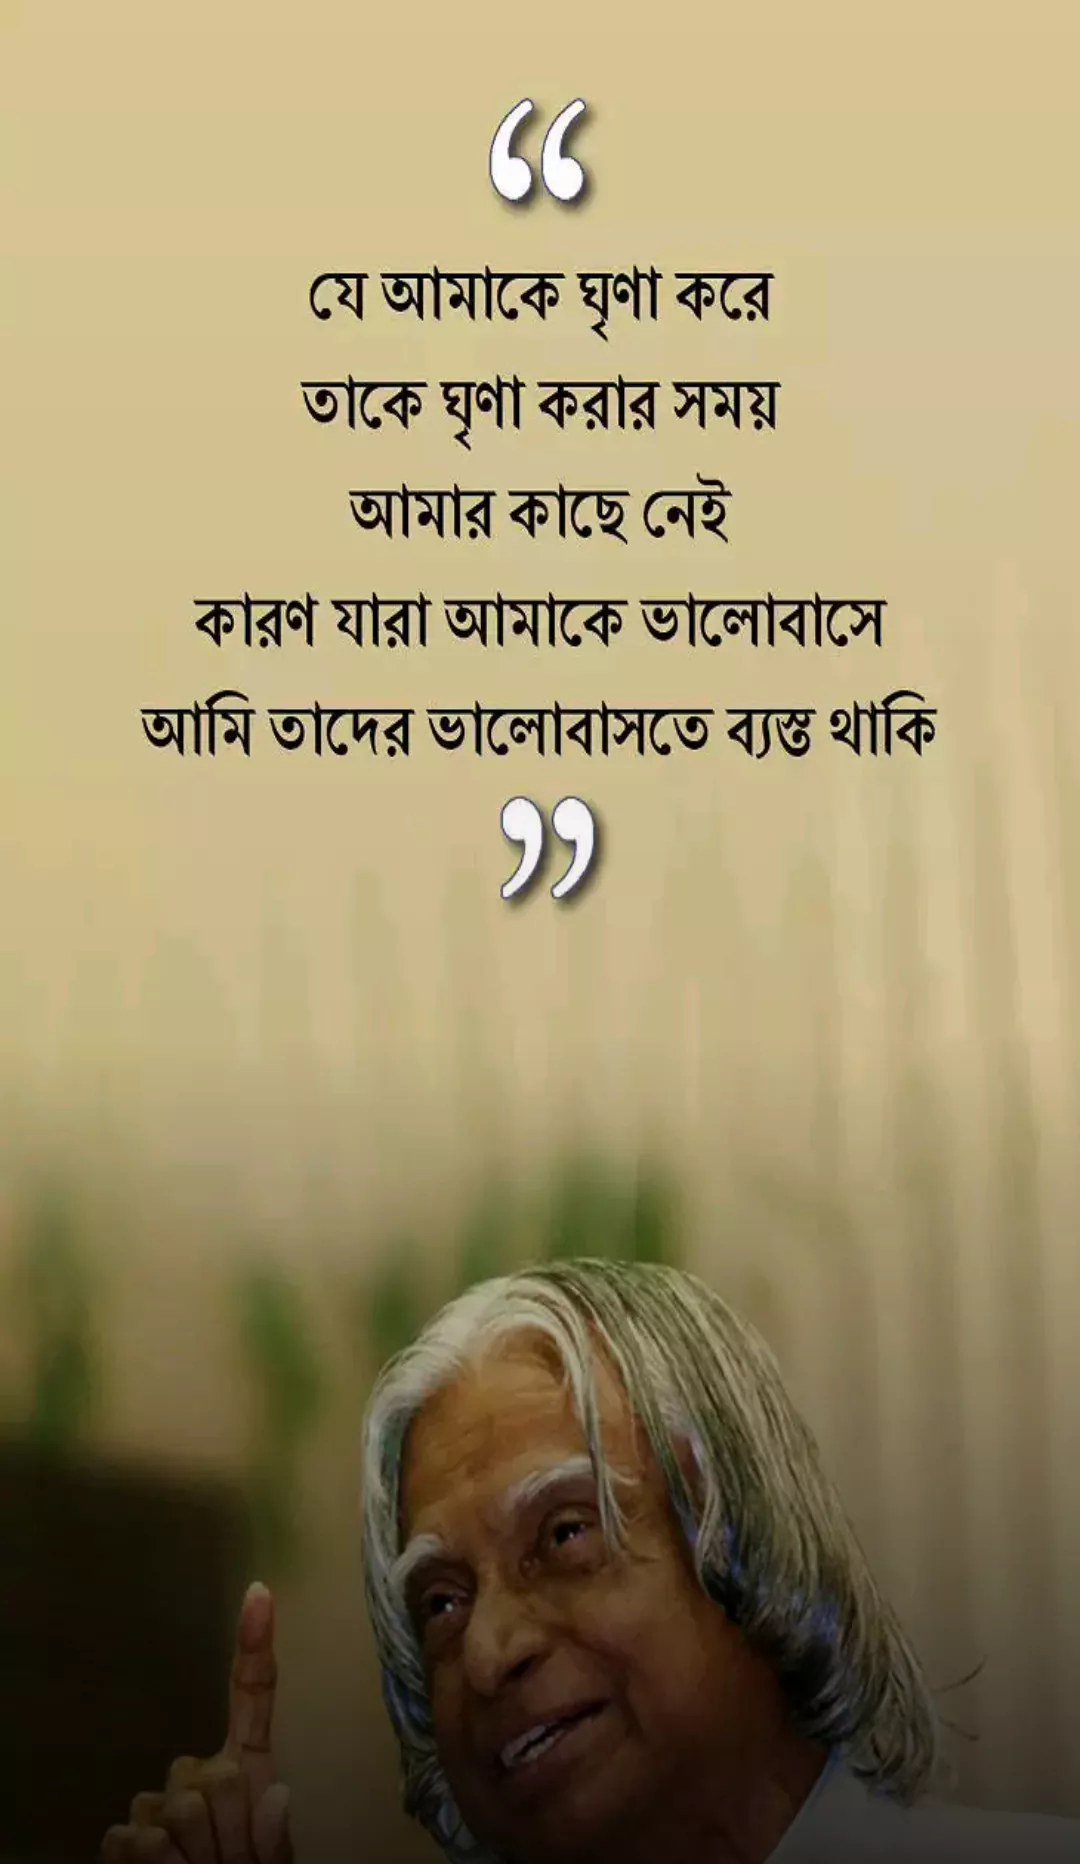 “
যে আমাকে ঘৃণা করে
তাকে ঘৃণা করার সময়
আমার কাছে নেই
কারণ যারা আমাকে ভালোবাসে
আমি তাদের ভালোবাসতে ব্যস্ত থাকি
”